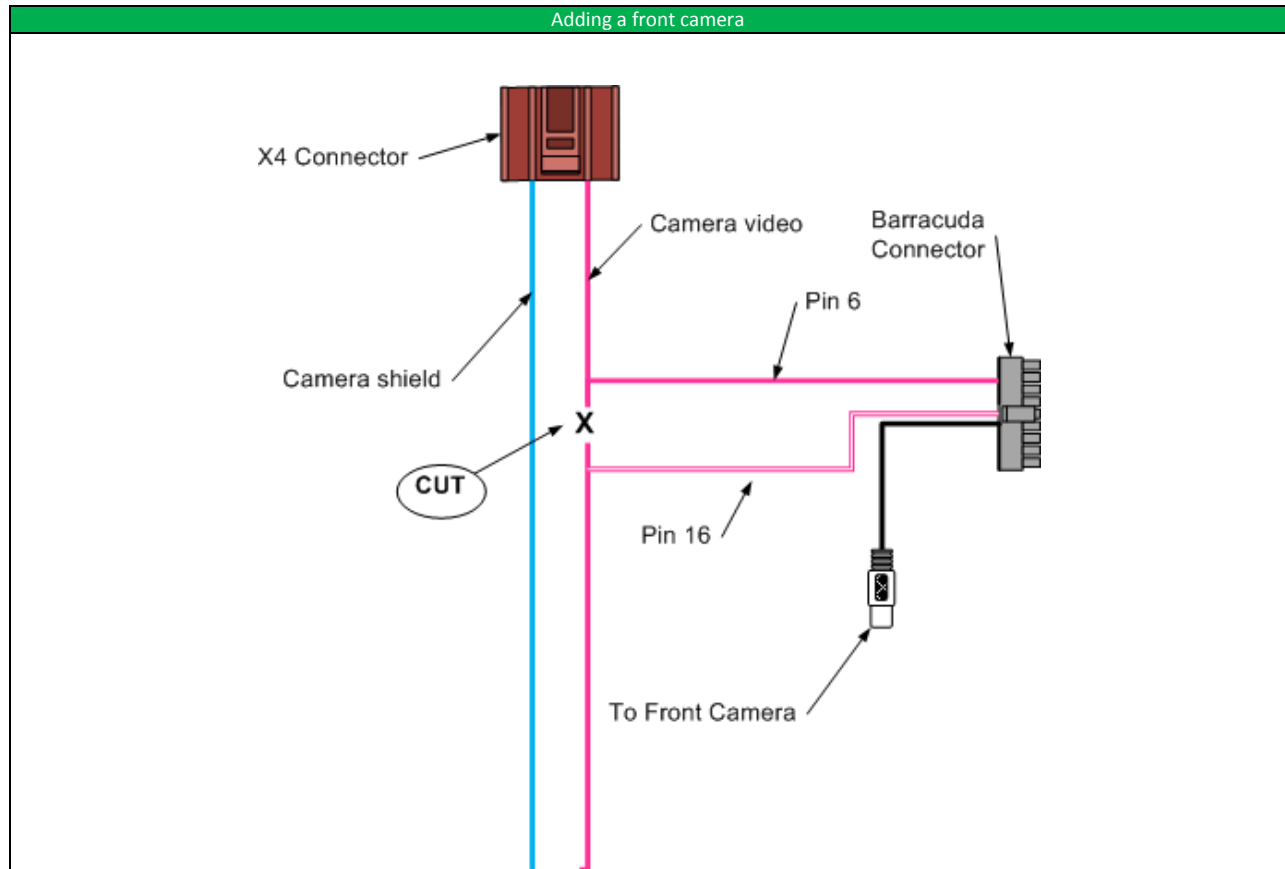 Adding a front camera
X4 Connector
Camera video
Barracuda
Connector
Pin 6
Camera shield
X
CUT
Pin 16
To Front Camera